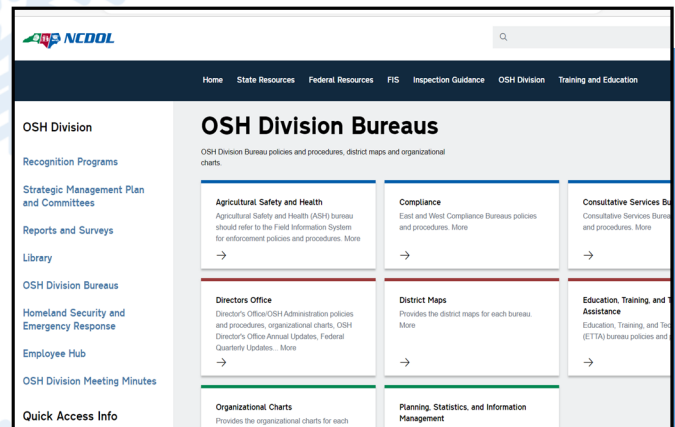 NCDOL
Home State Resources Federal Resources FIS Inspection Guidance OSH Division Training and Education
OSH Division
Recognition Programs
Strategic Management Plan
and Committees
Reports and Surveys
Library
OSH Division Bureaus
Homeland Security and
Emergency Response
Employee Hub
OSH Division Meeting Minutes
Quick Access Info
OSH Division Bureaus
OSH Division Bureau policies and procedures, district maps and organizational
charts.
Agricultural Safety and Health
Agricultural Safety and Health (ASH) bureau
should refer to the Field Information System
for enforcement policies and procedures. More
Compliance
East and West Compliance Bureaus policies
and procedures. More
Consultative Services
Consultative Services
and procedures. More
Directors Office
Director's Office/OSH Administration policies
and procedures, organizational charts, OSH
Director's Office Annual Updates, Federal
Quarterly Updates... More
District Maps
Provides the district maps for each bureau.
More
Education, Training, and
Assistance
Education, Training, and
(ETTA) bureau policies and
Organizational Charts
Provides the organizational charts for each
Planning, Statistics, and Information
Management